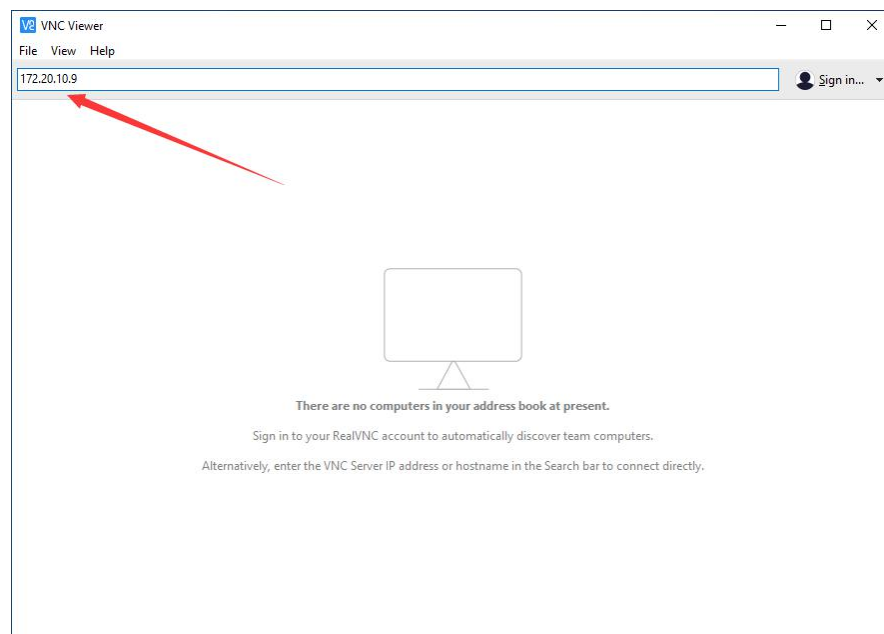 VNC Viewer
File View Help
172.20.10.9
Sign in...
There are no computers in your address book at present.
Sign in to your RealVNC account to automatically discover team computers.
Alternatively, enter the VNC Server IP address or hostname in the Search bar to connect directly.